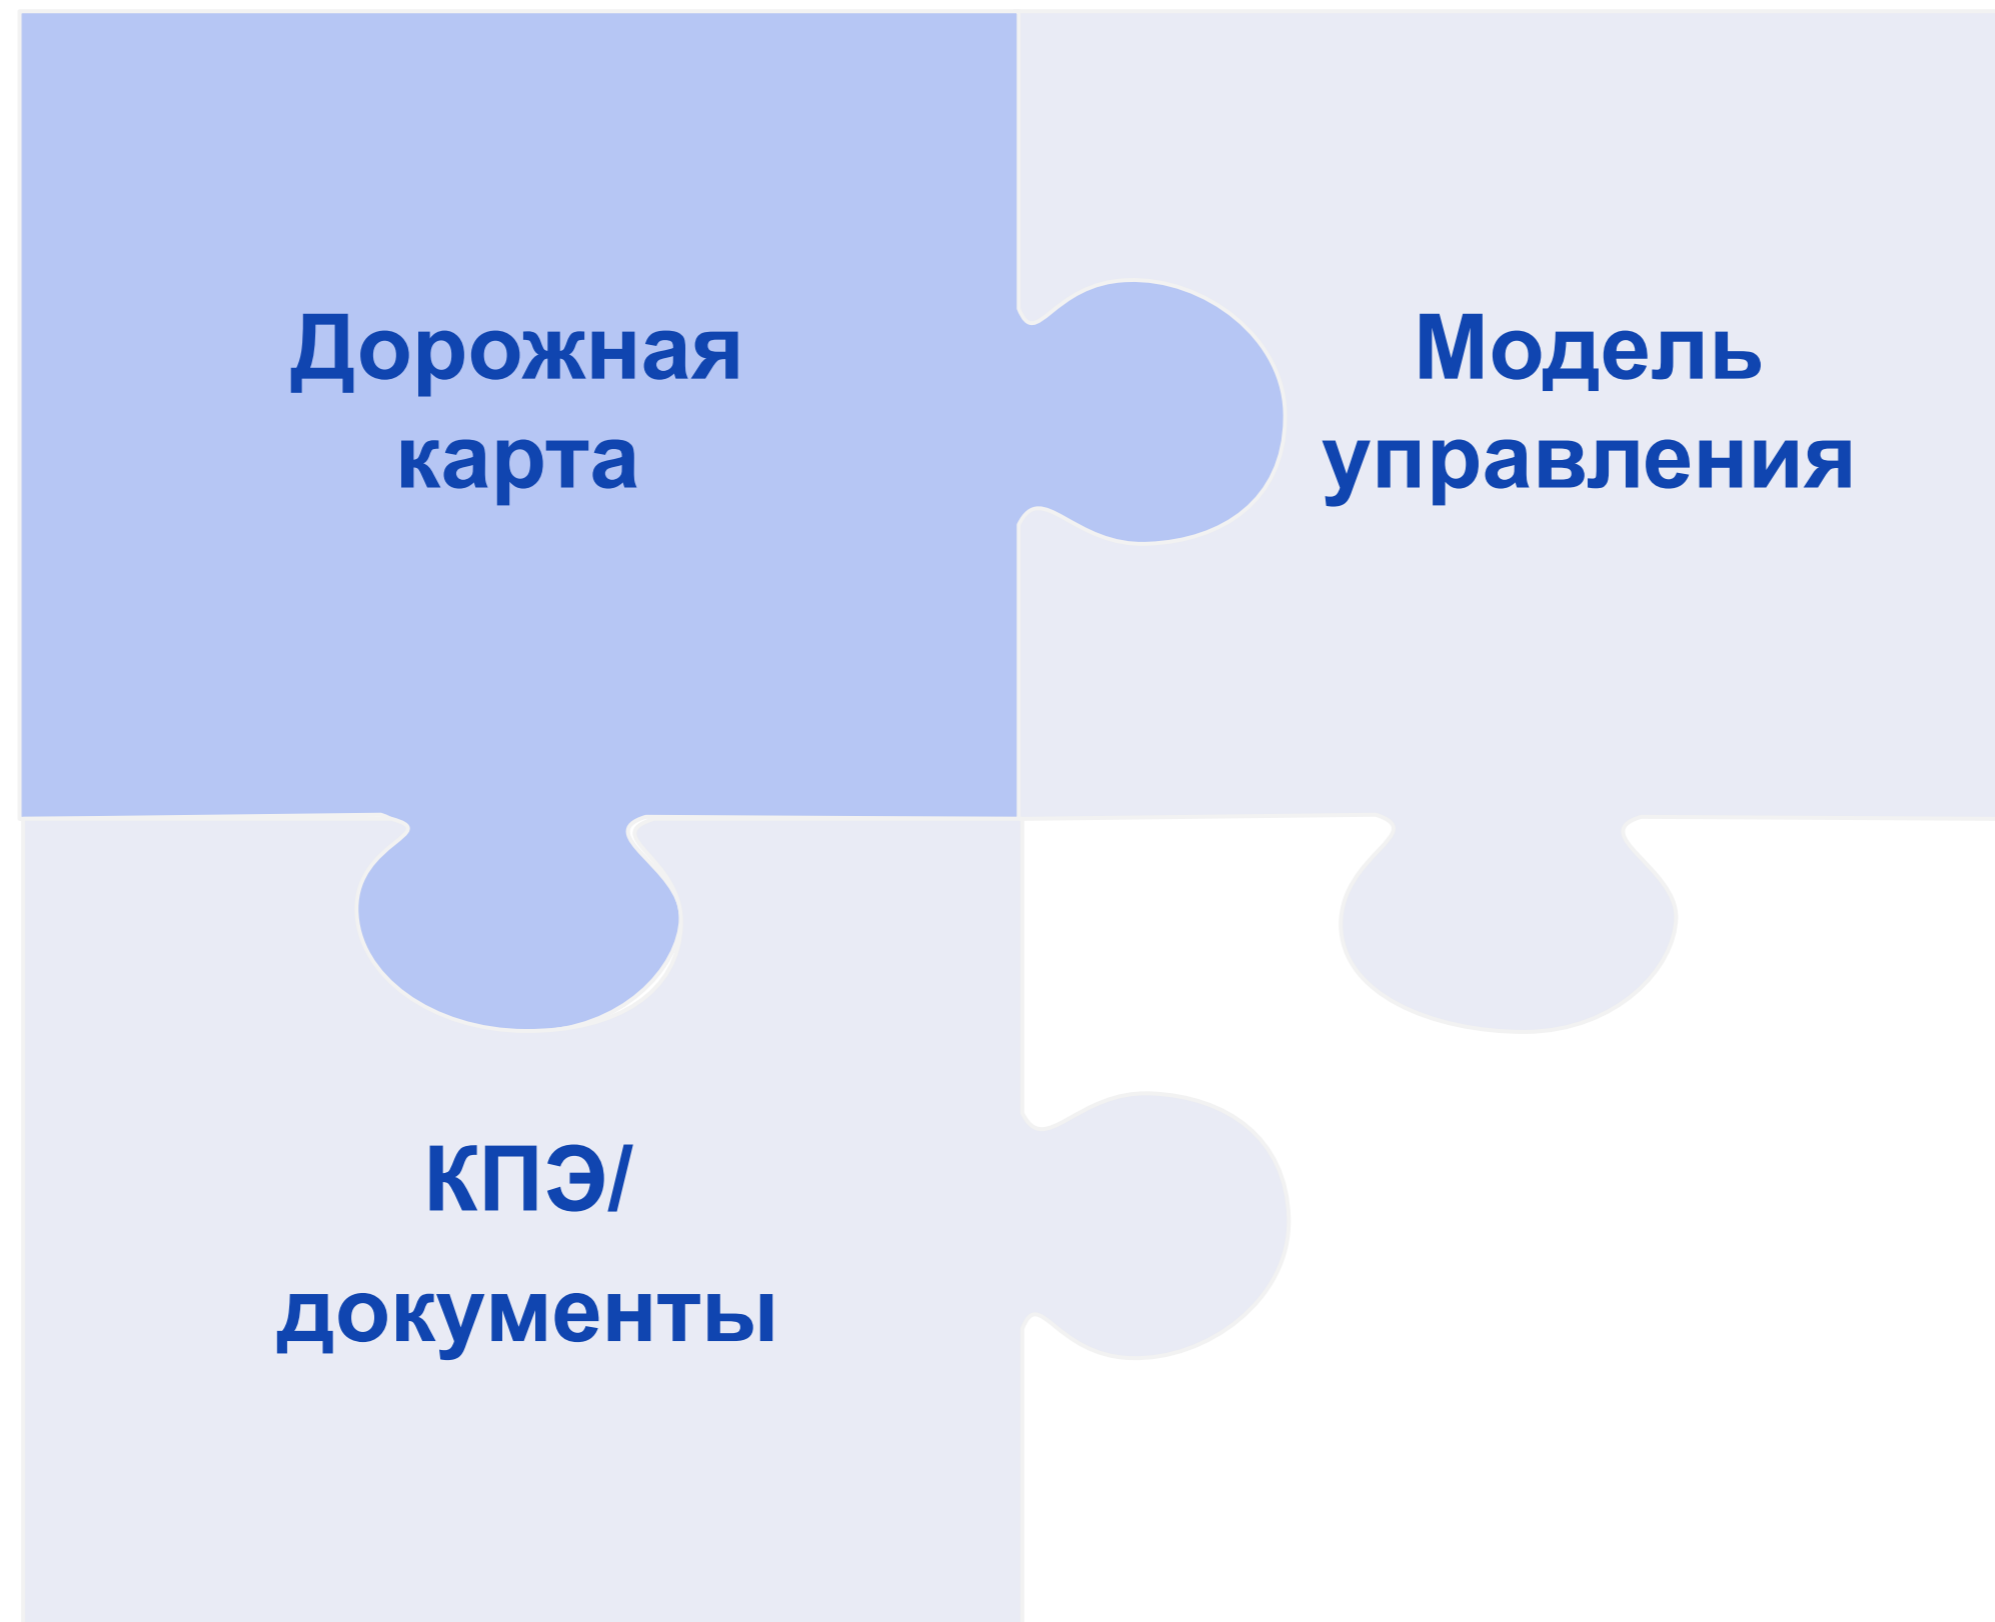 Дорожная
карта
Модель
управления
КПЭ/
документы